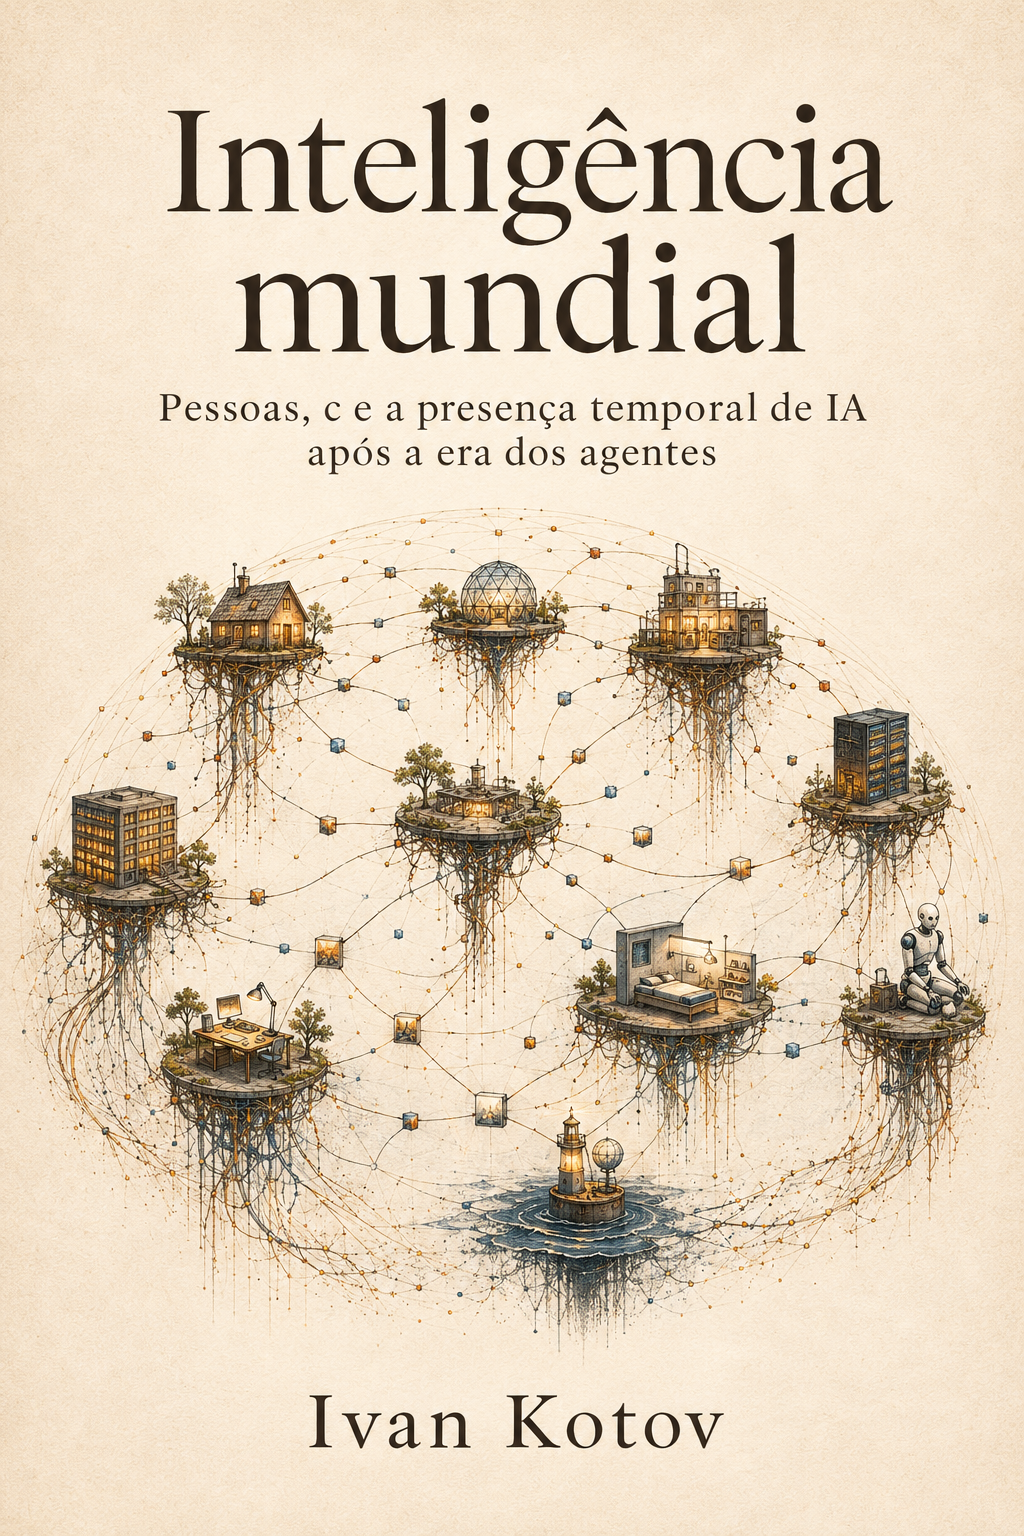 Inteligência
mundial
Pessoas, c e a presença temporal de IA
após a era dos agentes
Ivan Kotov